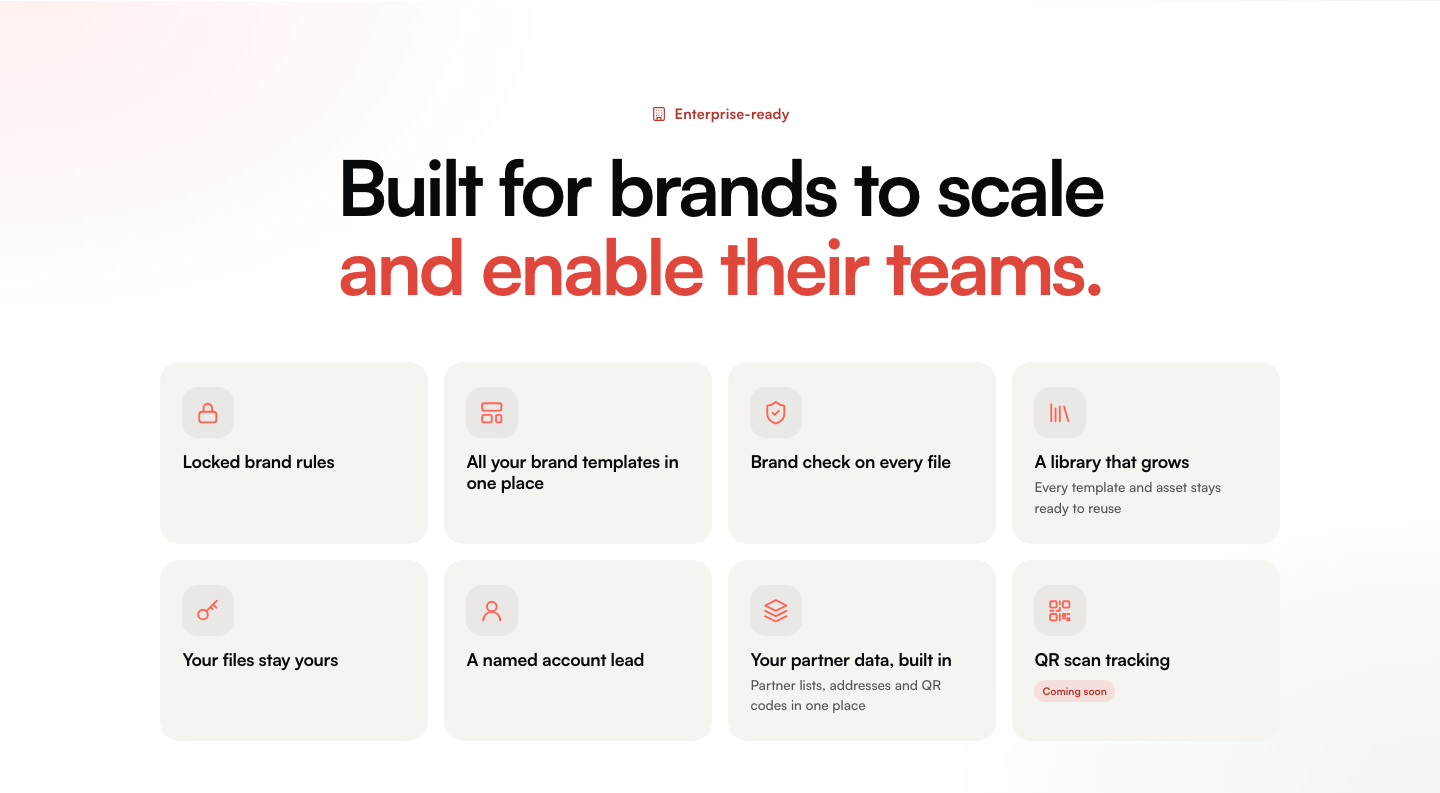 Enterprise-ready
Built for brands to scale
and enable their teams.
Locked brand rules
All your brand templates in
one place
Brand check on every file
A library that grows
Every template and asset stays
ready to reuse
Your files stay yours
A named account lead
Your partner data, built in
Partner lists, addresses and QR
codes in one place
QR scan tracking
Coming soon